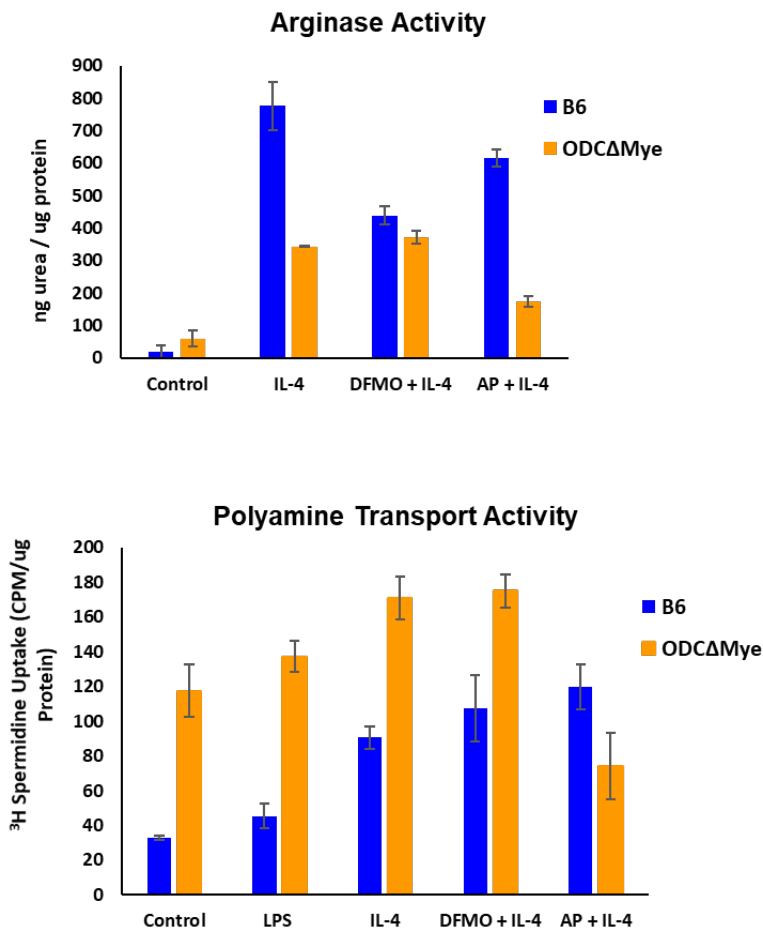 Arginase Activity
900
800
700
600
500
400
300
200
100
0
ng urea / ug protein
B6
ODCΔMye
Control IL-4 DFMO + IL-4 AP + IL-4
Polyamine Transport Activity
200
180
160
140
120
100
80
60
40
20
0
³H Spermidine Uptake (CPM/ug
Protein)
B6
ODCΔMye
Control LPS IL-4 DFMO + IL-4 AP + IL-4